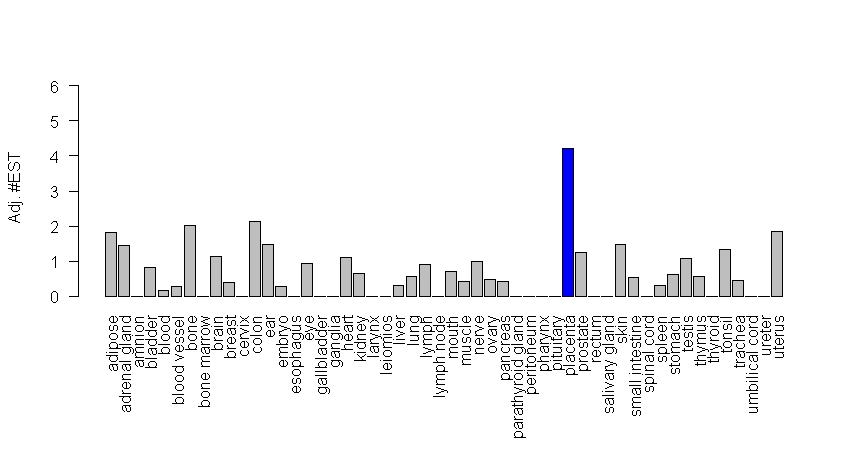 6
5
4
3
2
1
0
Adj. #EST
adipose
adrenal gland
amnion
bladder
blood
blood vessel
bone
bone marrow
brain
breast
cervix
colon
ear
embryo
esophagus
eye
gallbladder
ganglia
heart
kidney
larynx
leiomios
liver
lung
lymph
lymph node
mouth
muscle
nerve
ovary
pancreas
parathyroid gland
peritoneum
pharynx
pituitary
placenta
prostate
rectum
salivary gland
skin
small intestine
spinal cord
spleen
stomach
testis
thymus
thyroid
tonsil
trachea
umbilical cord
ureter
uterus